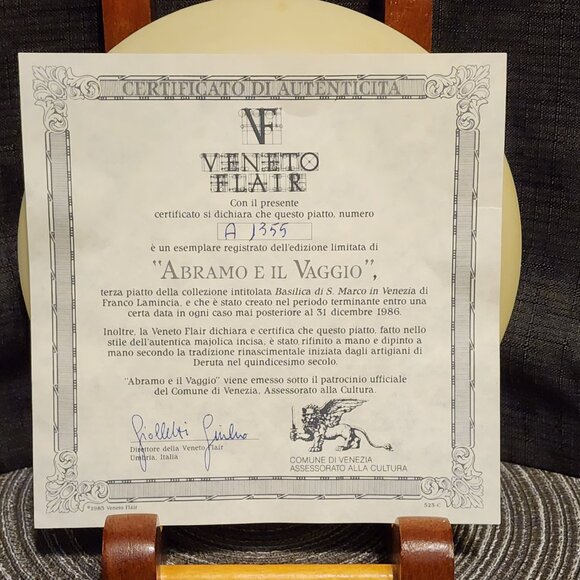 CERTIFICATO DI AUTENTICITA
VF
VENETO
FLAIR
Con il presente
certificato si dichiara che questo piatto, numero
A 1355
è un esemplare registrato dell'edizione limitata di
"ABRAMO E IL VAGGIO",
terza piatto della collezione intitolata Basilica di S. Marco in Venezia di
Franco Lamincia, e che è stato creato nel periodo terminante entro una
certa data in ogni caso mai posteriore al 31 dicembre 1986.
Inoltre, la Veneto Flair dichiara e certifica che questo piatto, fatto nello
stile dell'autentica majolica incisa, è stato rifinito a mano e dipinto a
mano secondo la tradizione rinascimentale iniziata dagli artigiani di
Deruta nel quindicesimo secolo.
"Abramo e il Vaggio" viene emesso sotto il patrocinio ufficiale
del Comune di Venezia, Assessorato alla Cultura.
Direttore della Veneto Flair
Umbria, Italia
COMUNE DI VENEZIA
ASSESSORATO ALLA CULTURA
©1985 Veneto Flair
523-C